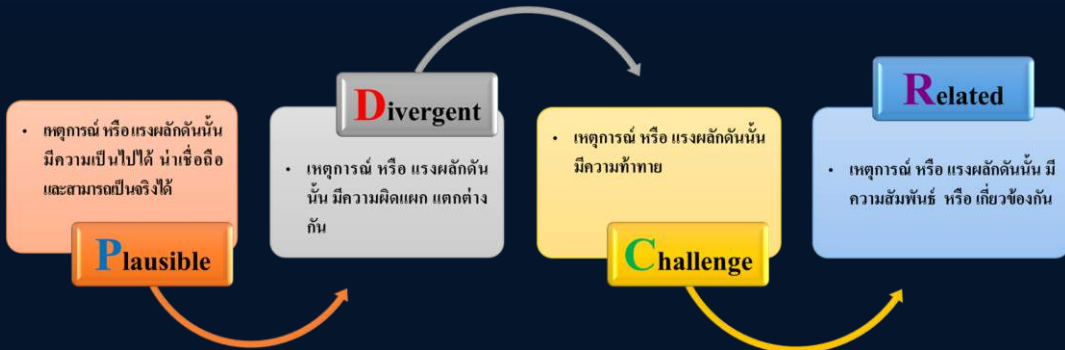 • เหตุการณ์ หรือ แรงผลักดันนั้น
มีความเป็นไปได้ น่าเชื่อถือ
และสามารถเป็นจริงได้
Plausible
Divergent
• เหตุการณ์ หรือ แรงผลักดัน
นั้น มีความผิดแผก แตกต่าง
กัน
• เหตุการณ์ หรือ แรงผลักดันนั้น
มีความท้าทาย
Challenge
Related
• เหตุการณ์ หรือ แรงผลักดันนั้น มี
ความสัมพันธ์ หรือ เกี่ยวข้องกัน